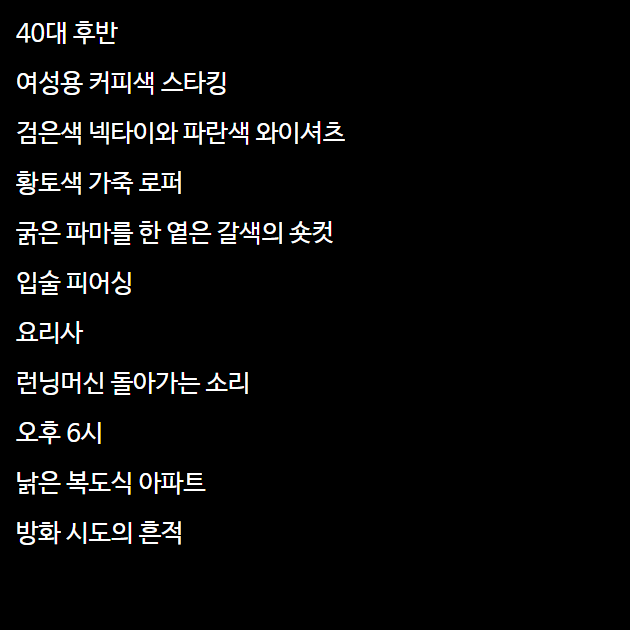 40대 후반
여성용 커피색 스타킹
검은색 넥타이와 파란색 와이셔츠
황토색 가죽 로퍼
굵은 파마를 한 옅은 갈색의 숏컷
입술 피어싱
요리사
런닝머신 돌아가는 소리
오후 6시
낡은 복도식 아파트
방화 시도의 흔적